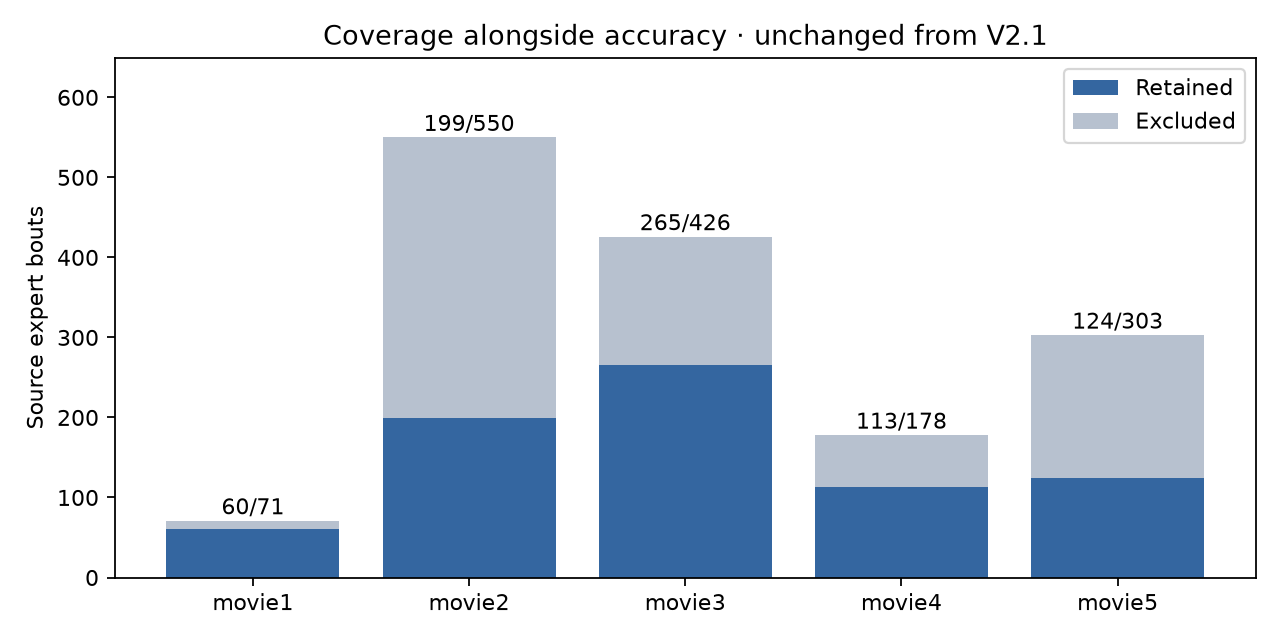 Coverage alongside accuracy · unchanged from V2.1
Retained
Excluded
Source expert bouts
600
500
400
300
200
100
0
60/71
199/550
265/426
113/178
124/303
movie1
movie2
movie3
movie4
movie5